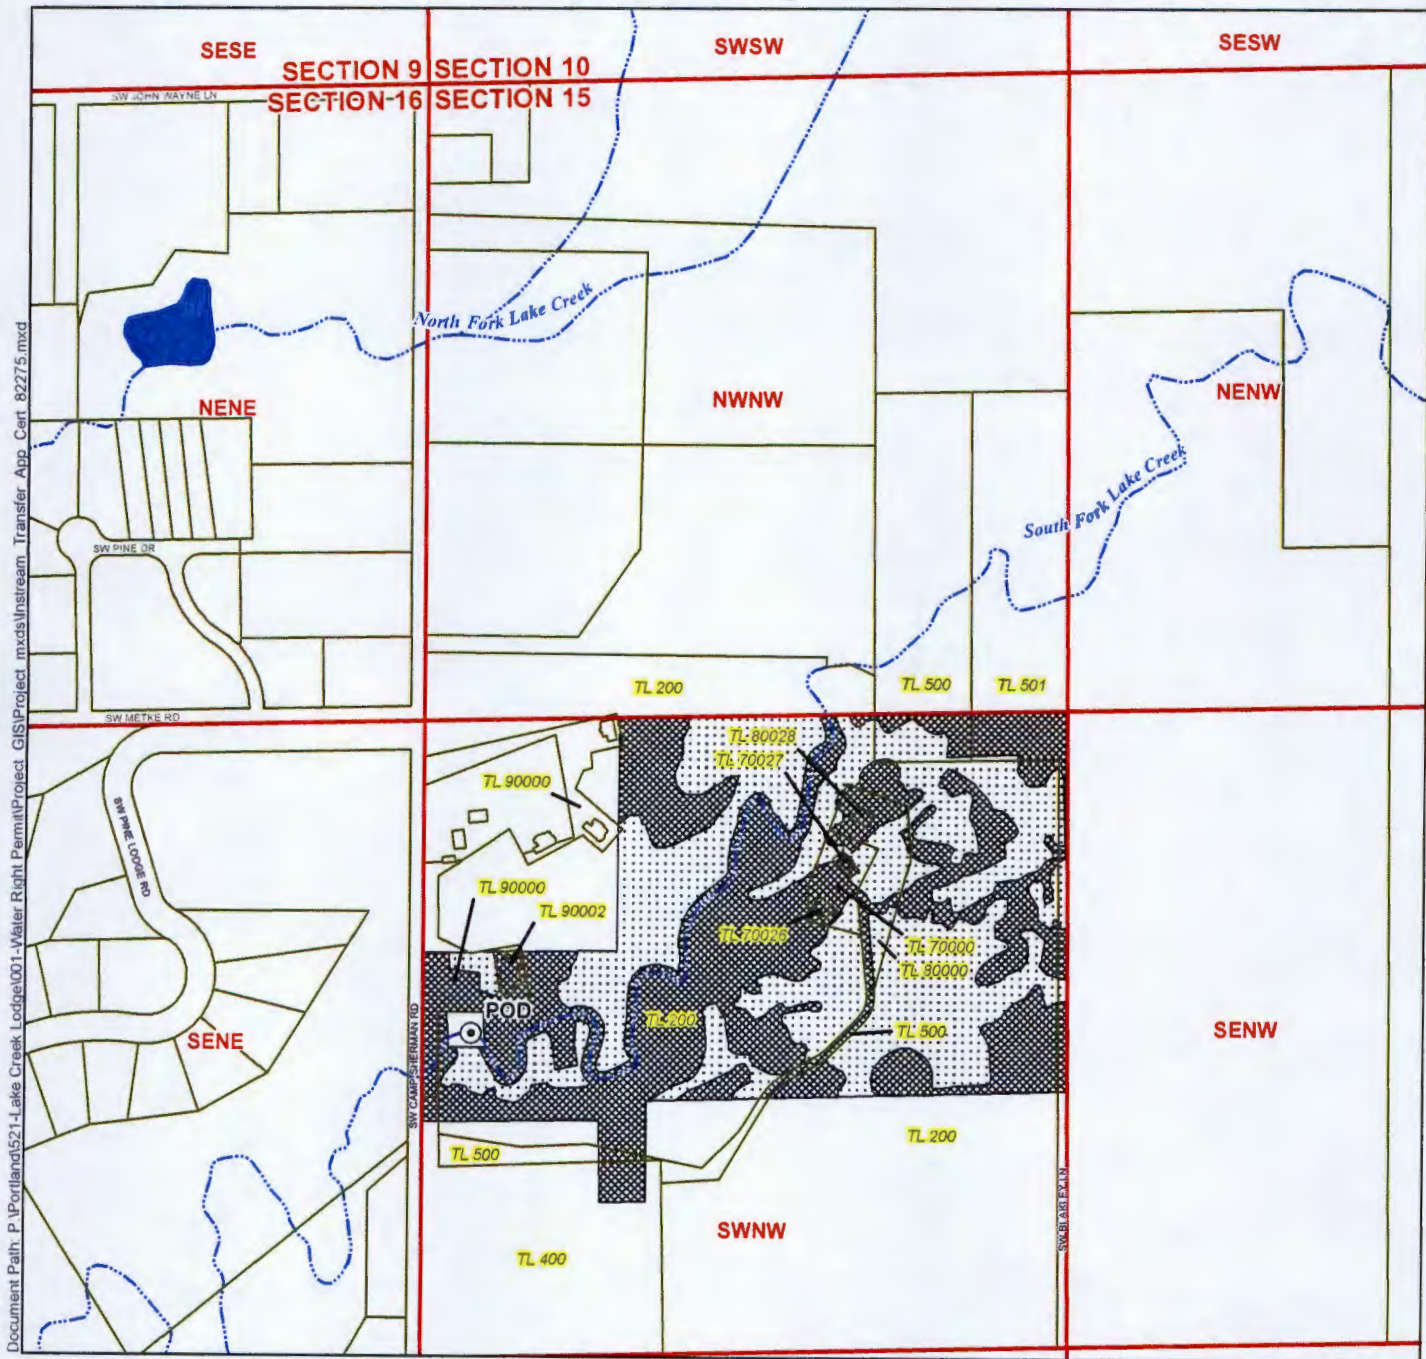 SESE
SWSW
SESW
SECTION 9 SECTION 10
SECTION 16 SECTION 15
SW JOHN WAYNE LN
North Fork Lake Creek
NENE
NWNW
NENW
South Fork Lake Creek
SW PINE DR
TL 200
TL 500
TL 501
SW METKE RD
TL 80028
TL 70027
TL 90000
SW PINE LODGE RD
TL 90000
TL 90002
TL 70026
TL 70000
TL 80000
POD
TL 200
TL 500
SENE
SENW
SW CAMP SHERMAN RD
TL 200
TL 500
SW BLAKLEY LN
SWNW
TL 400
Document Path: P:\Portland\521-Lake Creek Lodge\001-Water Right Permit\Project_GIS\Project_mxds\Instream_Transfer_App_Cert_82275.mxd